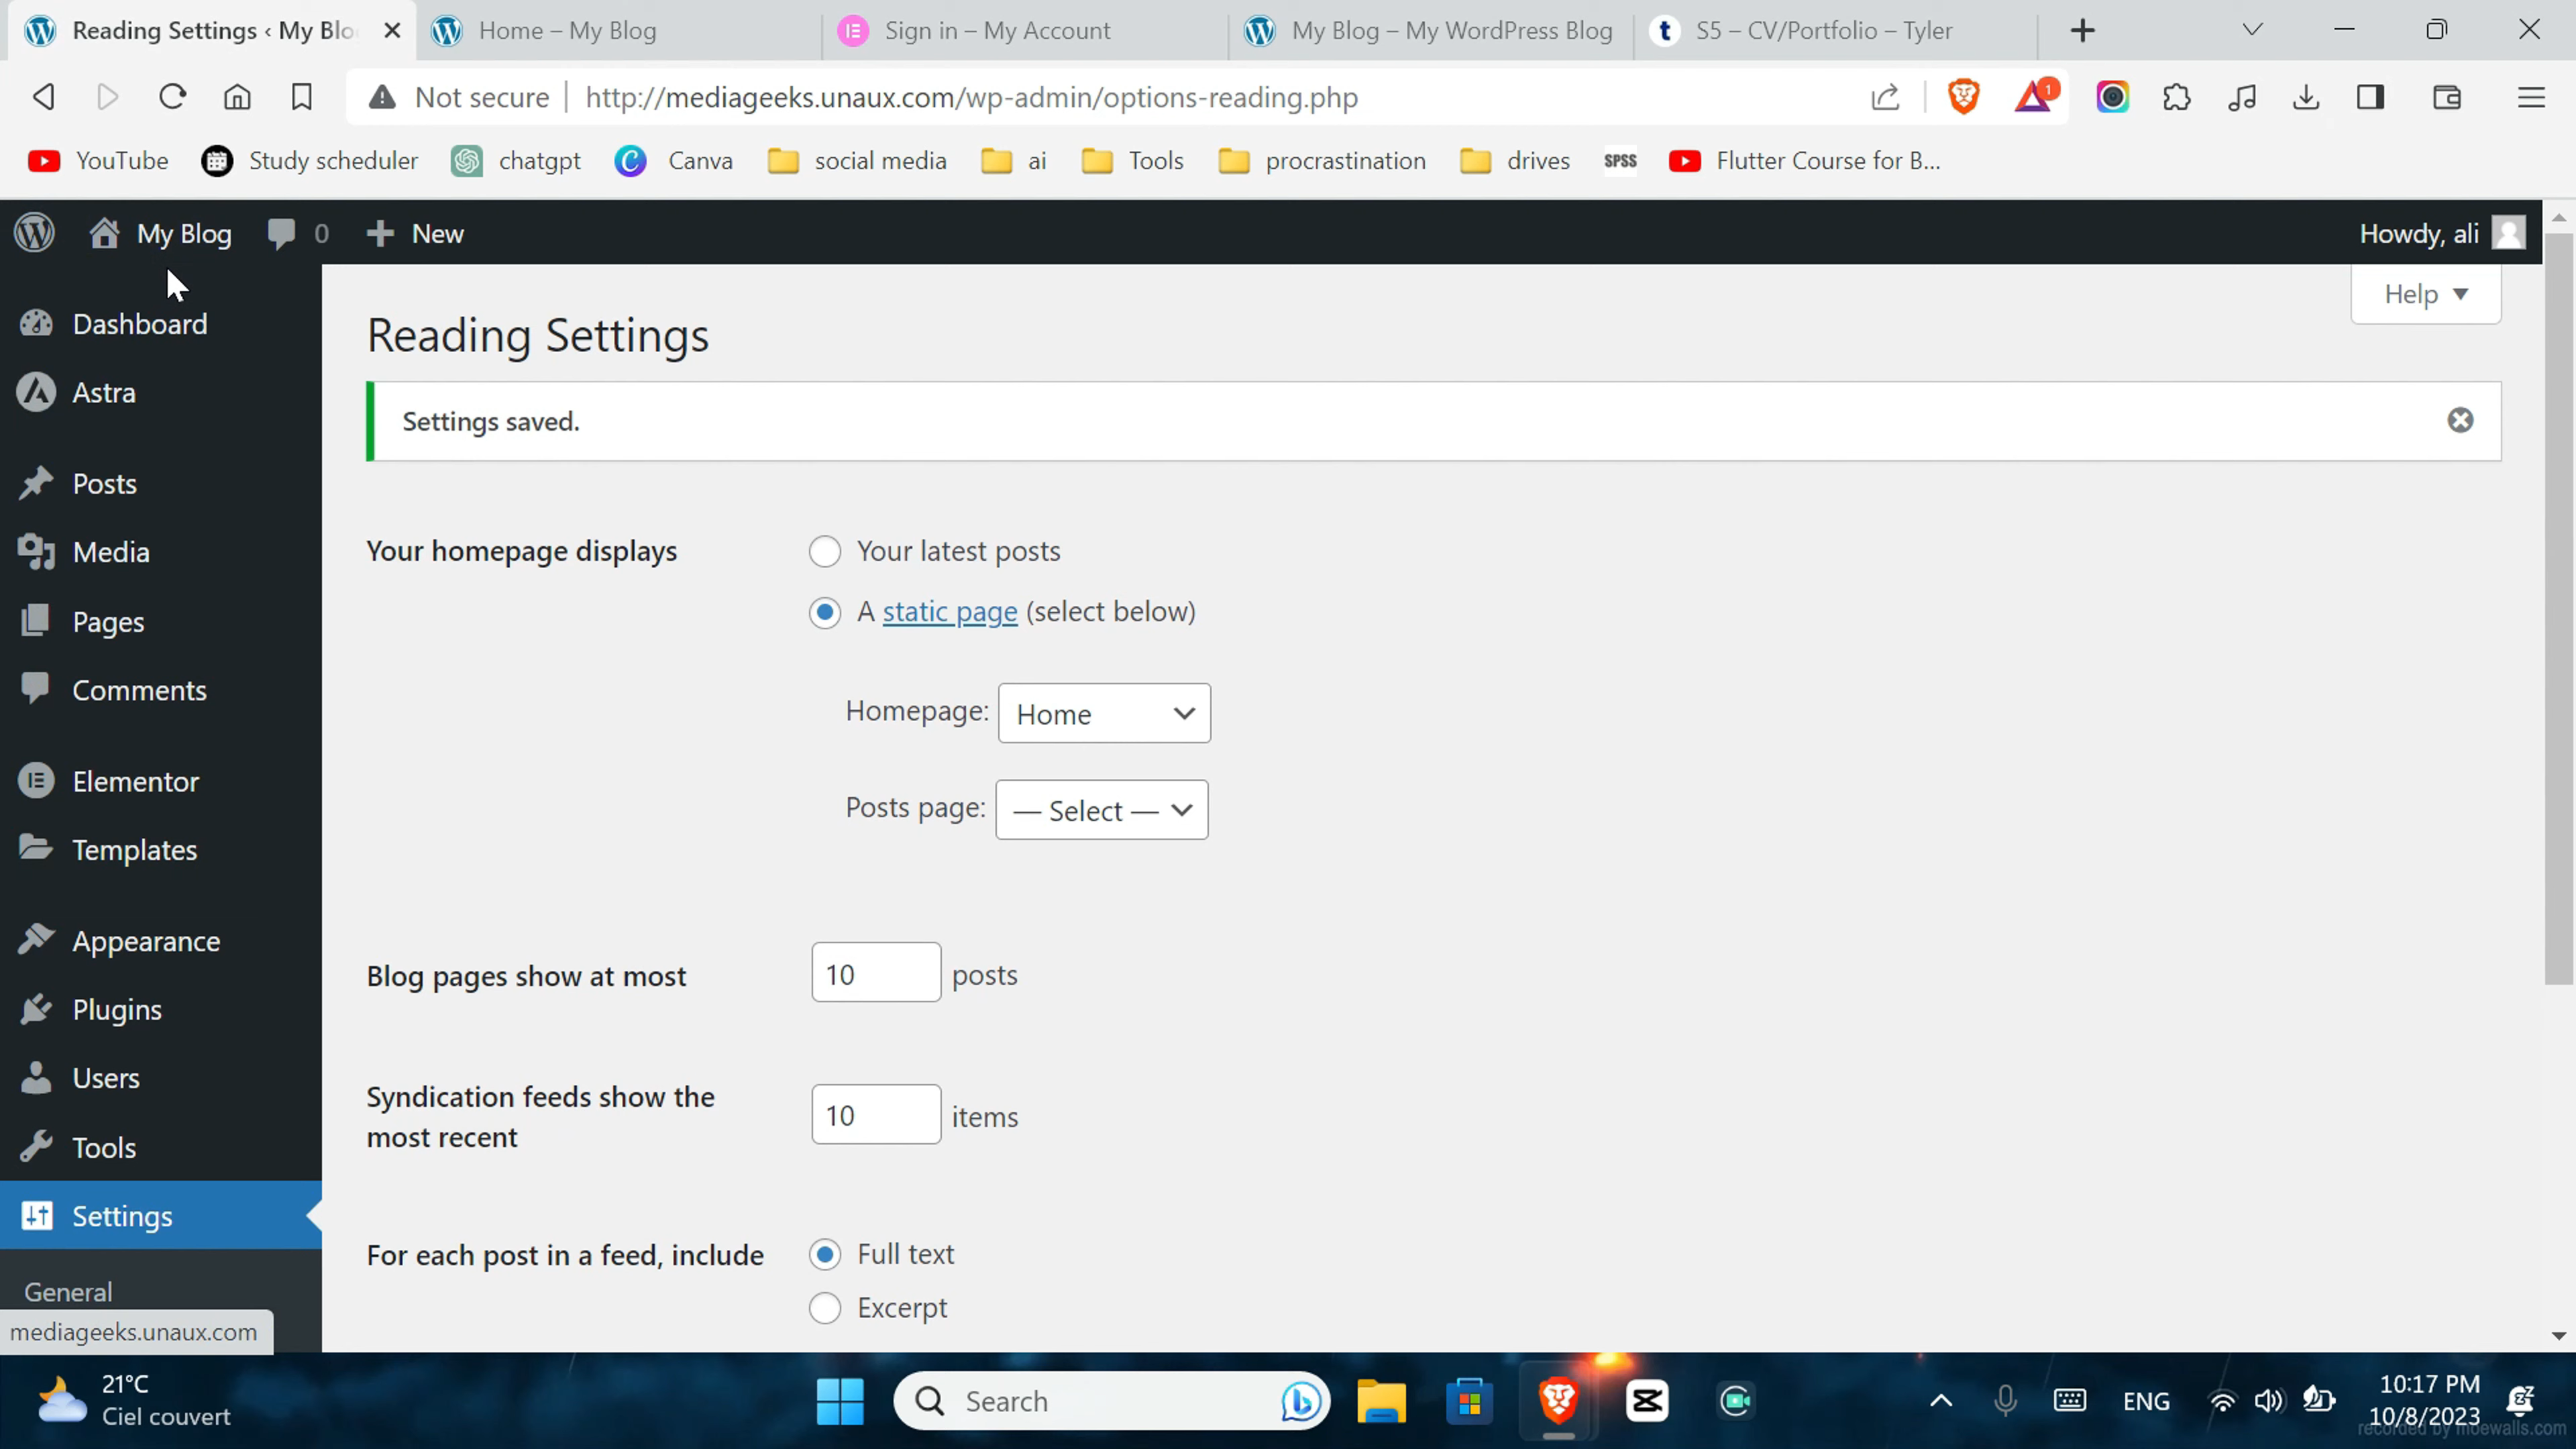 Reading Settings ‹ My Blo
Home – My Blog
Sign in – My Account
My Blog – My WordPress Blog
S5 – CV/Portfolio – Tyler
Not secure
http://mediageeks.unaux.com/wp-admin/options-reading.php
1
YouTube
Study scheduler
chatgpt
Canva
social media
ai
Tools
procrastination
drives
SPSS
Flutter Course for B...
My Blog
0
New
Howdy, ali
Help
Dashboard
Astra
Posts
Media
Pages
Comments
Elementor
Templates
Appearance
Plugins
Users
Tools
Settings
General
mediageeks.unaux.com
Reading Settings
Settings saved.
Your homepage displays
Your latest posts
A static page (select below)
Homepage: Home
Posts page: — Select —
Blog pages show at most
10 posts
Syndication feeds show the
most recent
10 items
For each post in a feed, include
Full text
Excerpt
21°C
Ciel couvert
Search
ENG
10:17 PM
10/8/2023
recorded by moewalls.com